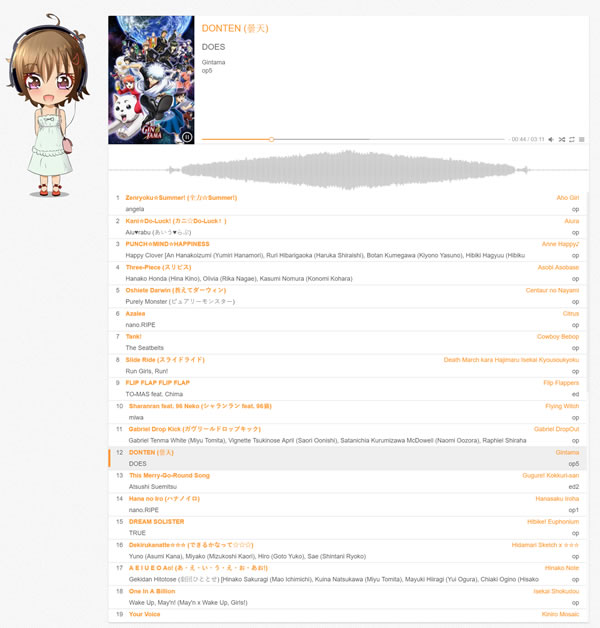 DONTEN (曇天)
DOES
Gintama
op5
GINTAMA
00:44 / 03:11
1 Zenryoku☆Summer! (全力☆Summer!) Aho Girl
angela op
2 Kani☆Do-Luck! (カニ☆Do-Luck！) Aiura
Aiu♥rabu (あいう♥らぶ) op
3 PUNCH☆MIND☆HAPPINESS Anne Happy♪
Happy Clover [An Hanakoizumi (Yumiri Hanamori), Ruri Hibarigaoka (Haruka Shiraishi), Botan Kumegawa (Kiyono Yasuno), Hibiki Hagyuu (Hibiku op
4 Three-Piece (スリピス) Asobi Asobase
Hanako Honda (Hina Kino), Olivia (Rika Nagae), Kasumi Nomura (Konomi Kohara) op
5 Oshiete Darwin (教えてダーウィン) Centaur no Nayami
Purely Monster (ピュアリーモンスター) op
6 Azalea Citrus
nano.RIPE op
7 Tank! Cowboy Bebop
The Seatbelts op
8 Slide Ride (スライドライド) Death March kara Hajimaru Isekai Kyousoukyoku
Run Girls, Run! op
9 FLIP FLAP FLIP FLAP Flip Flappers
TO-MAS feat. Chima ed
10 Sharanran feat. 96 Neko (シャランラン feat. 96猫) Flying Witch
miwa op
11 Gabriel Drop Kick (ガヴリールドロップキック) Gabriel DropOut
Gabriel Tenma White (Miyu Tomita), Vignette Tsukinose April (Saori Oonishi), Satanichia Kurumizawa McDowell (Naomi Oozora), Raphiel Shiraha op
12 DONTEN (曇天) Gintama
DOES op5
13 This Merry-Go-Round Song Gugure! Kokkuri-san
Atsushi Suemitsu ed2
14 Hana no Iro (ハナノイロ) Hanasaku Iroha
nano.RIPE op1
15 DREAM SOLISTER Hibike! Euphonium
TRUE op
16 Dekirukanatte☆☆☆ (できるかなって☆☆☆) Hidamari Sketch x ☆☆☆
Yuno (Asumi Kana), Miyako (Mizukoshi Kaori), Hiro (Goto Yuko), Sae (Shintani Ryoko) op
17 A E I U E O Ao! (あ・え・い・う・え・お・あお!) Hinako Note
Gekidan Hitotose (劇団ひととせ) [Hinako Sakuragi (Mao Ichimichi), Kuina Natsukawa (Miyu Tomita), Mayuki Hiiragi (Yui Ogura), Chiaki Ogino (Hisako op
18 One In A Billion Isekai Shokudou
Wake Up, May'n! (May'n x Wake Up, Girls!) op
19 Your Voice Kiniro Mosaic